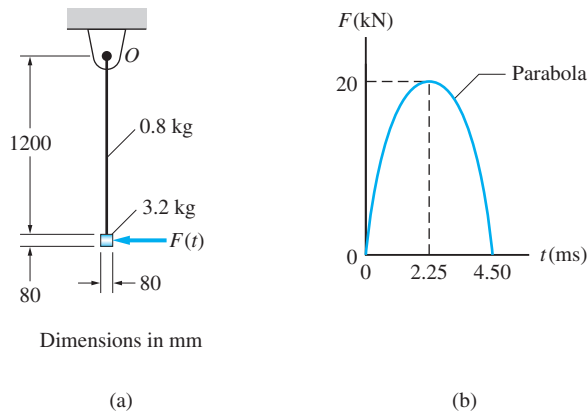 O
1200
0.8 kg
3.2 kg
F(t)
80
80
Dimensions in mm
(a)
F(kN)
20
Parabola
0
0
2.25
4.50
t(ms)
(b)